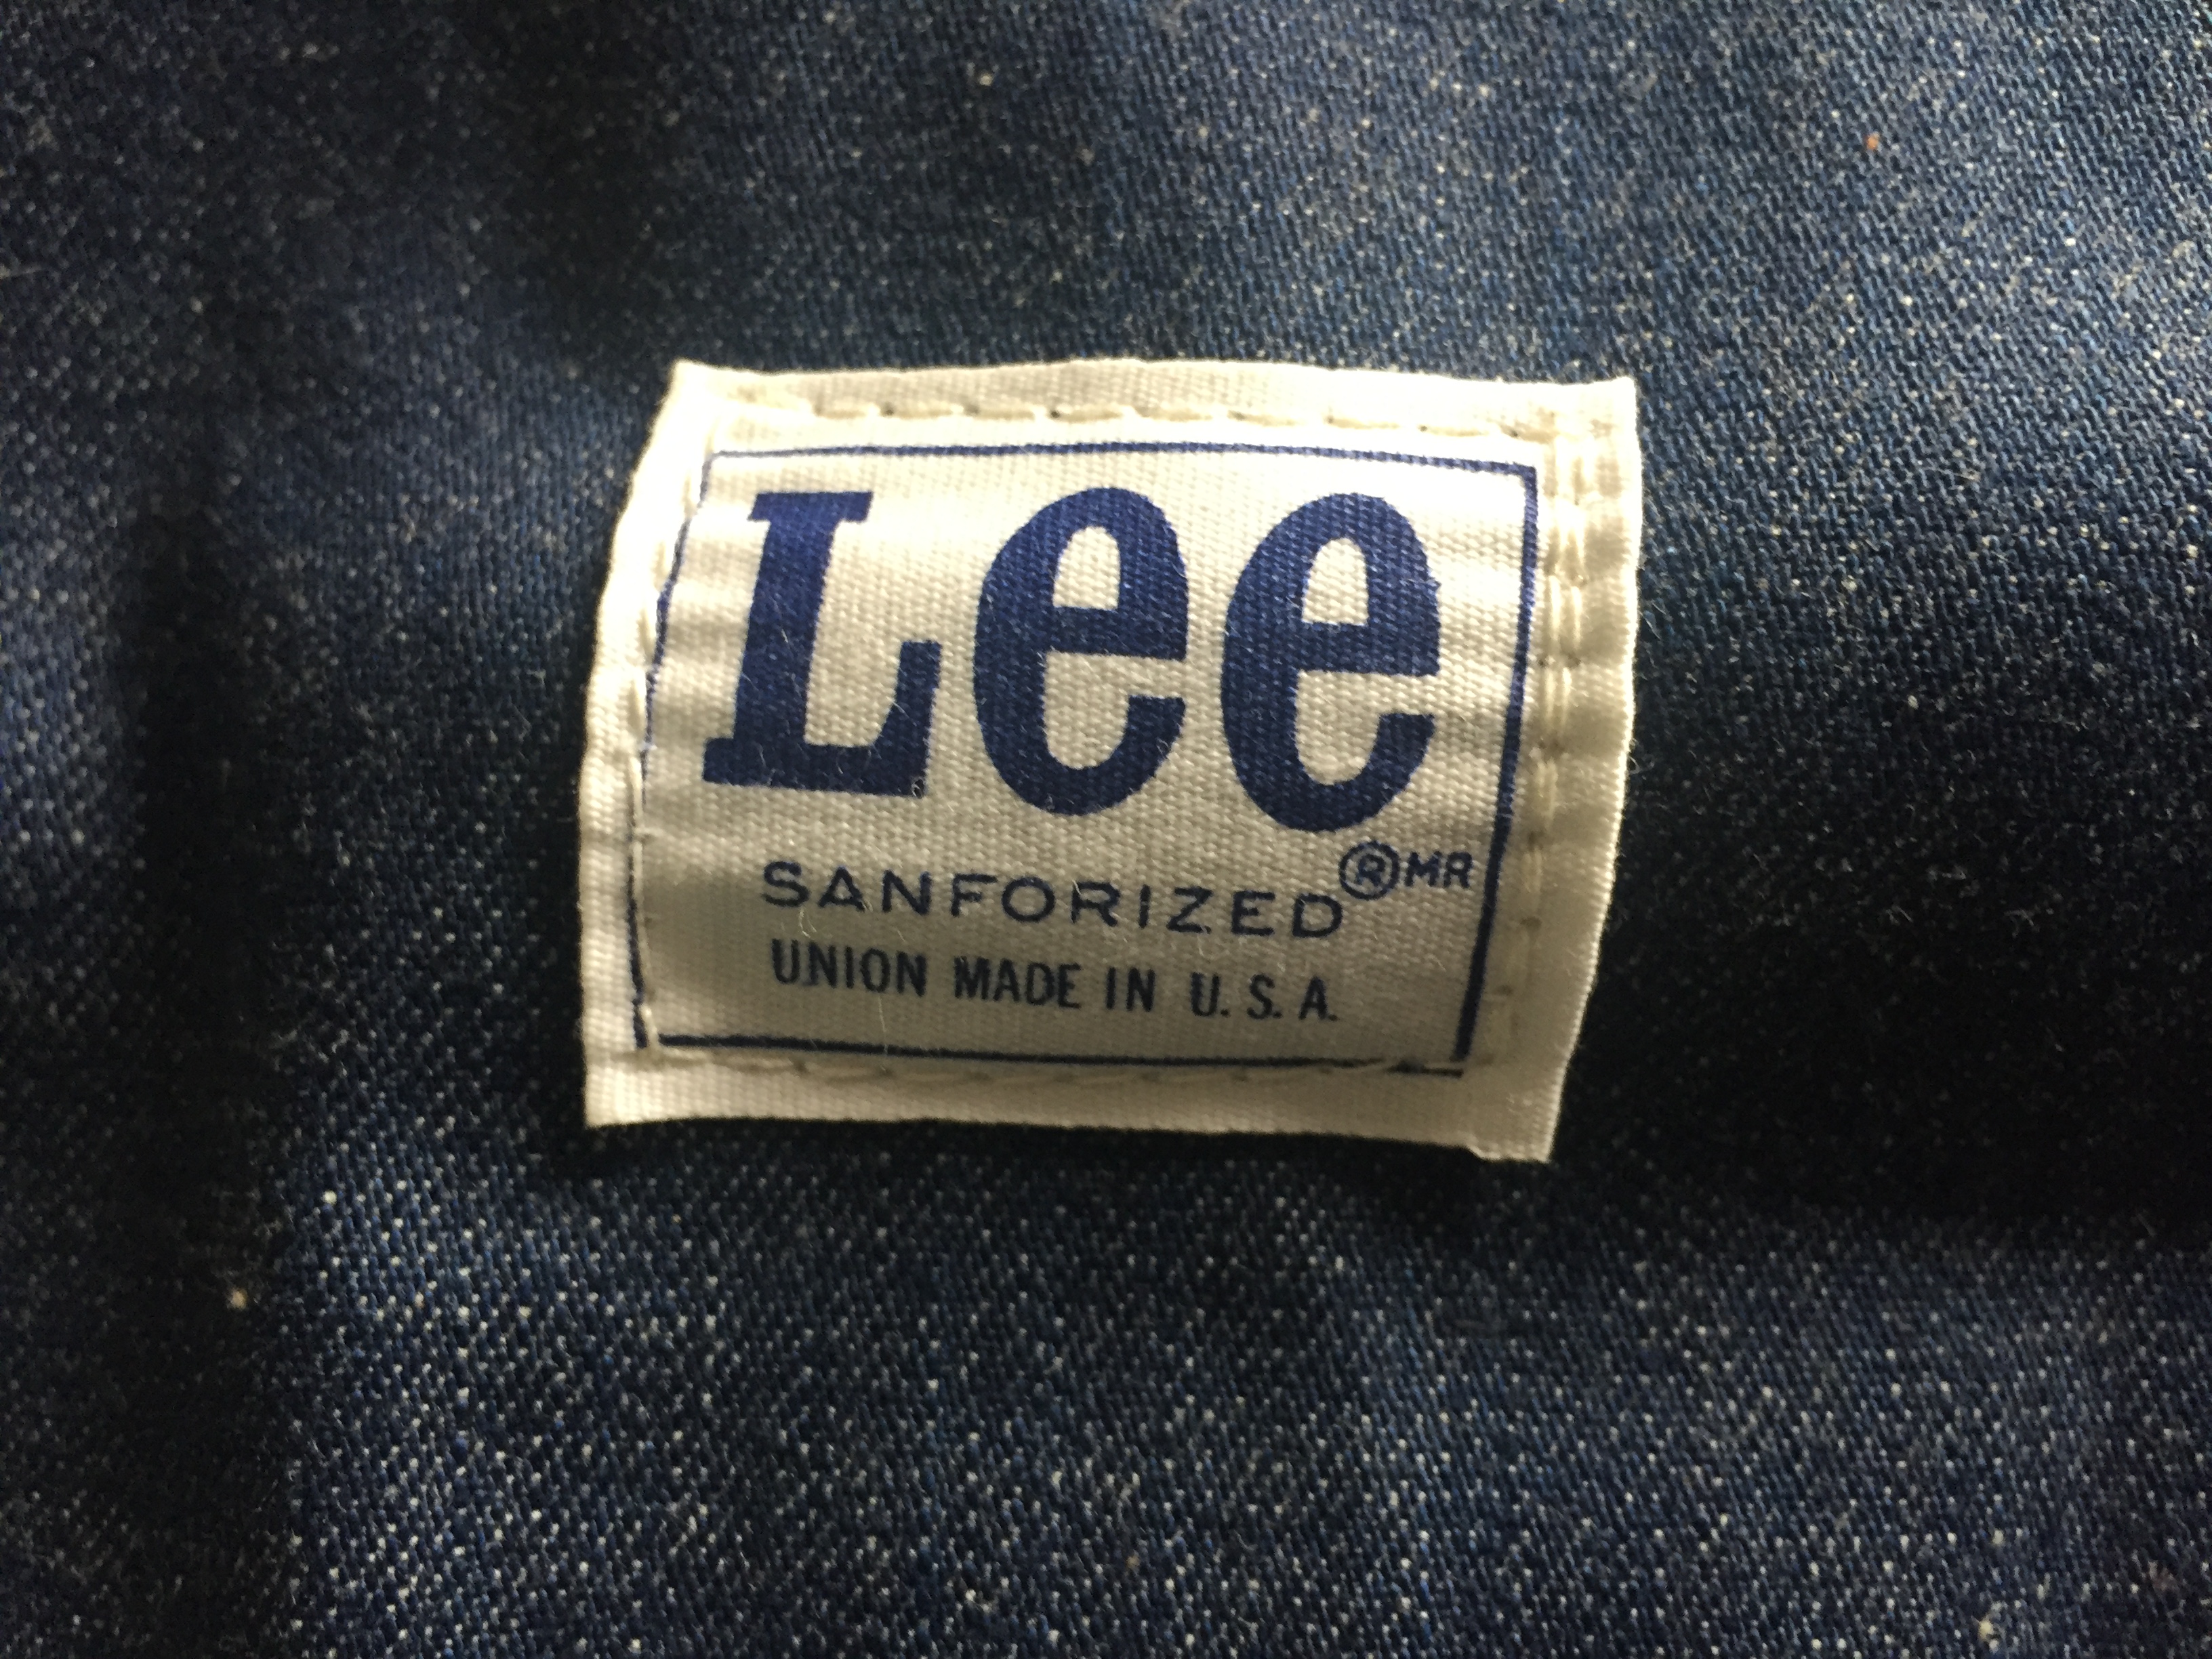 Lee
SANFORIZED ® MR
UNION MADE IN U.S.A.